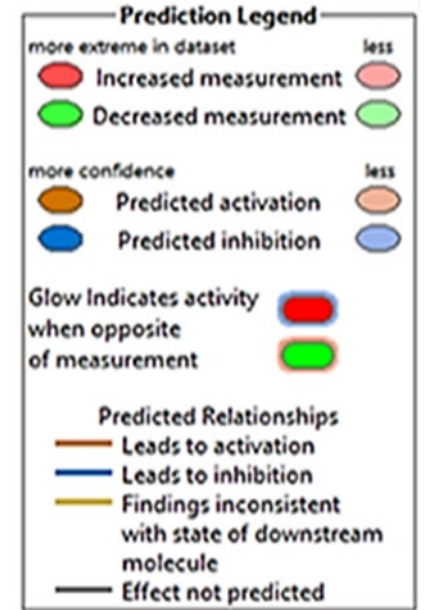 Prediction Legend
more extreme in dataset less
Increased measurement
Decreased measurement
more confidence less
Predicted activation
Predicted inhibition
Glow Indicates activity
when opposite
of measurement
Predicted Relationships
Leads to activation
Leads to inhibition
Findings inconsistent
with state of downstream
molecule
Effect not predicted